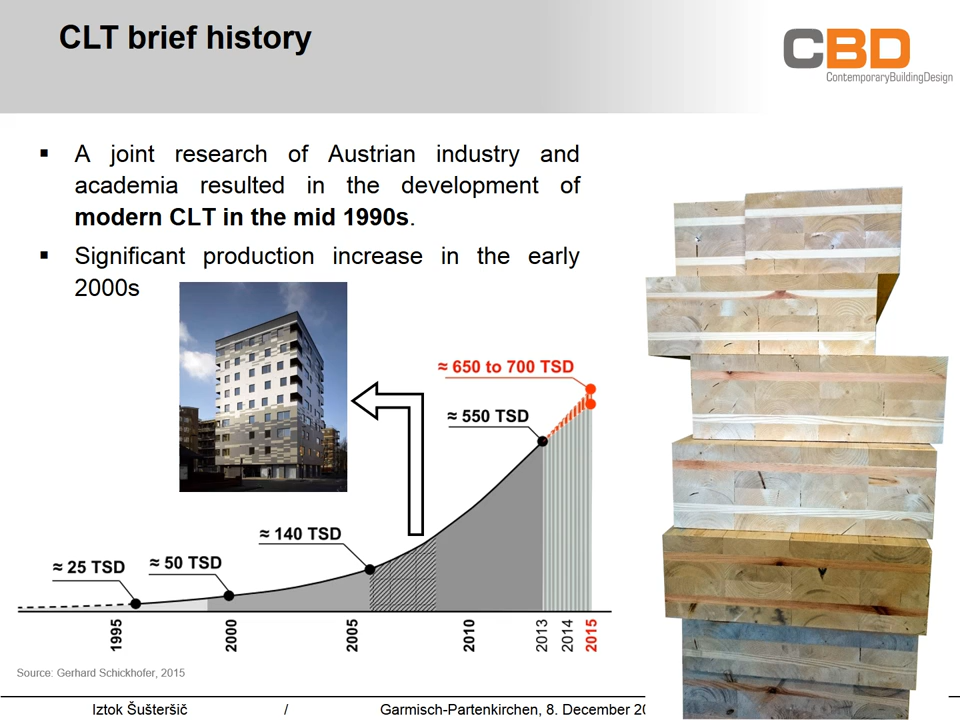 CLT brief history
CBD
ContemporaryBuildingDesign
▪ A joint research of Austrian industry and
academia resulted in the development of
modern CLT in the mid 1990s.
▪ Significant production increase in the early
2000s
≈ 650 to 700 TSD
≈ 550 TSD
≈ 140 TSD
≈ 50 TSD
≈ 25 TSD
1995
2000
2005
2010
2013
2014
2015
Source: Gerhard Schickhofer, 2015
Iztok Šušteršič / Garmisch-Partenkirchen, 8. December